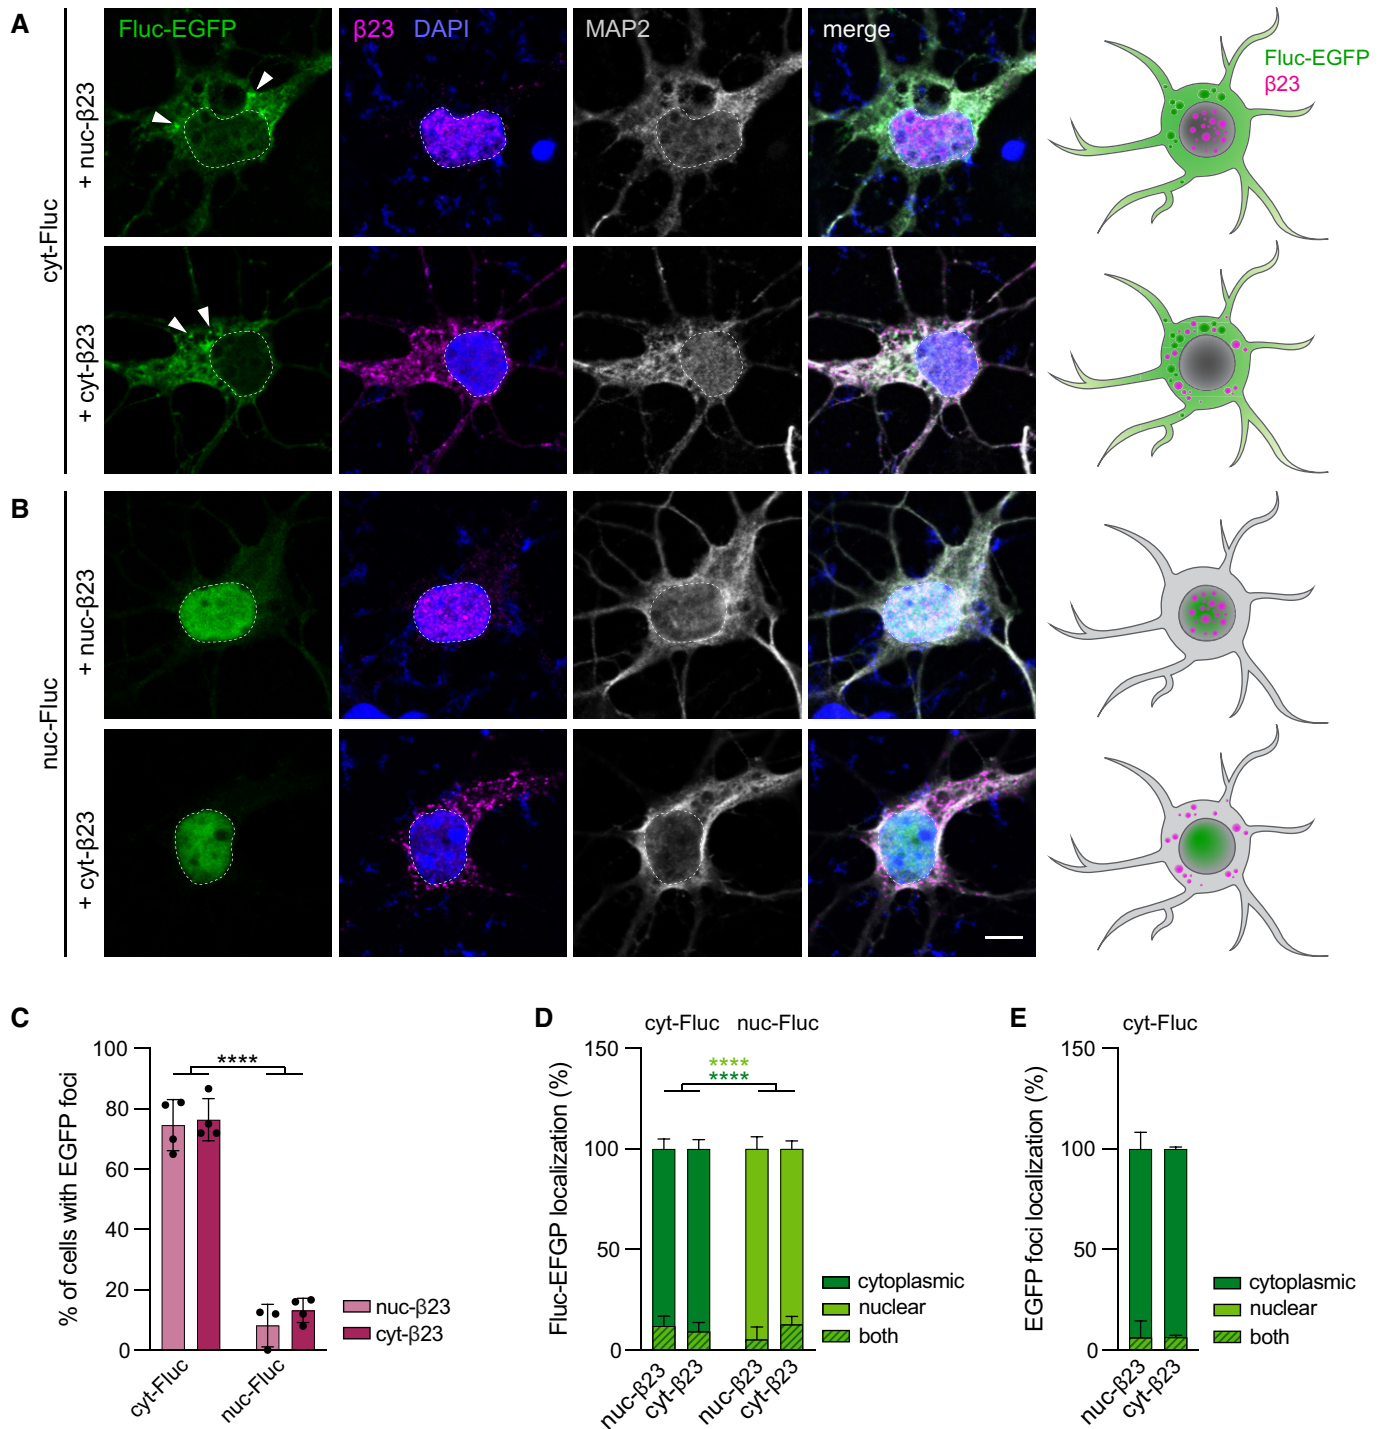 A
Fluc-EGFP
β23 DAPI
MAP2
merge
Fluc-EGFP
β23
cyt-Fluc
+ nuc-β23
+ cyt-β23
B
nuc-Fluc
+ nuc-β23
+ cyt-β23
C
% of cells with EGFP foci
100
80
60
40
20
0
****
cyt-Fluc
nuc-Fluc
nuc-β23
cyt-β23
D
cyt-Fluc nuc-Fluc
Fluc-EFGP localization (%)
150
100
50
0
****
****
nuc-β23
cyt-β23
nuc-β23
cyt-β23
cytoplasmic
nuclear
both
E
cyt-Fluc
EGFP foci localization (%)
150
100
50
0
nuc-β23
cyt-β23
cytoplasmic
nuclear
both